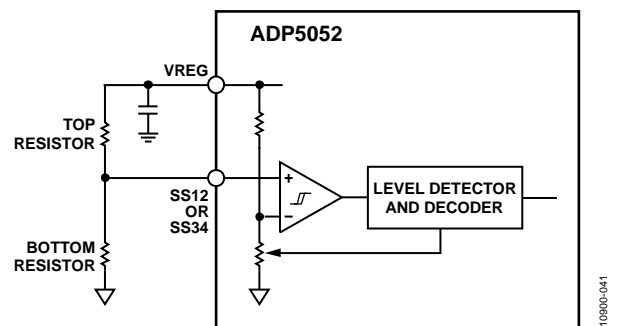 ADP5052
VREG
TOP
RESISTOR
SS12
OR
SS34
+
−
LEVEL DETECTOR
AND DECODER
BOTTOM
RESISTOR
10900-041